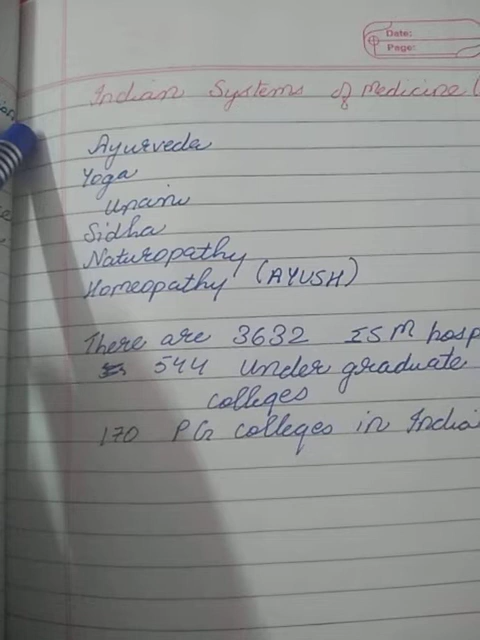 Date:
Page:
Indian Systems of Medicine (
Ayurveda
Yoga
Unani
Sidha
Naturopathy
Homeopathy (AYUSH)
There are 3632 ISM hosp
544 Under graduate
colleges
170 PG colleges in India